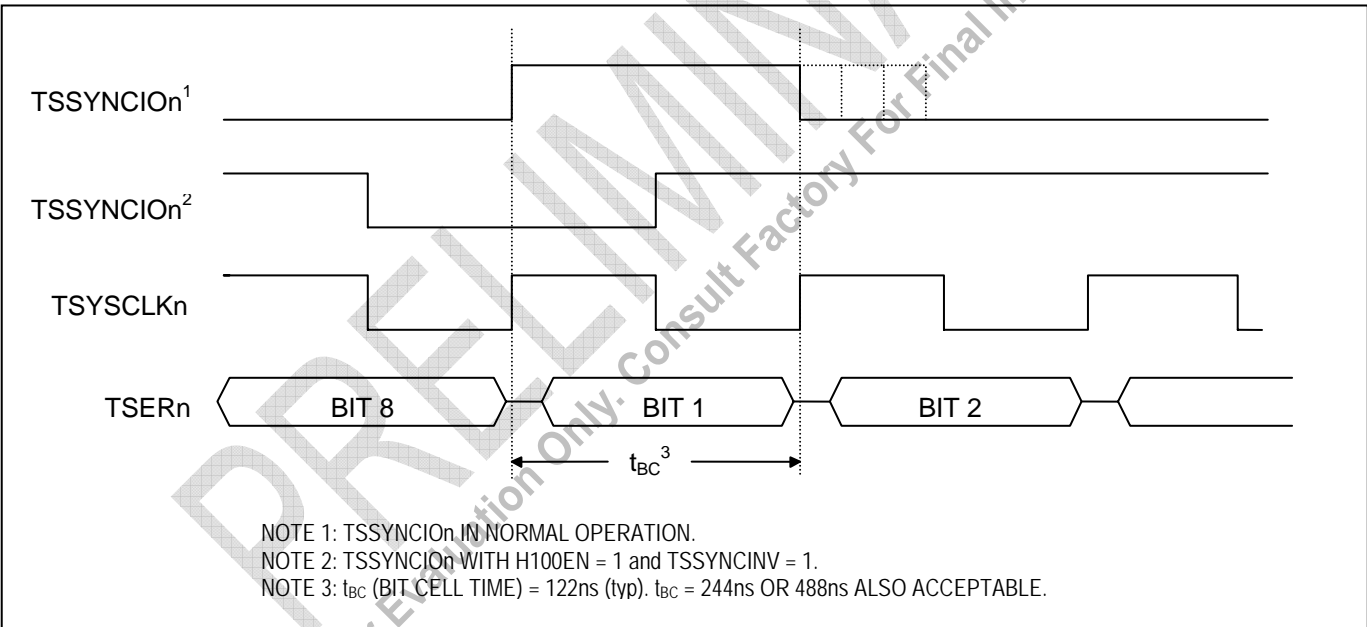 TSSYNCIOn¹
TSSYNCIOn²
TSYSCLKn
TSERn BIT 8 BIT 1 BIT 2
tBC³
NOTE 1: TSSYNCIOn IN NORMAL OPERATION.
NOTE 2: TSSYNCIOn WITH H100EN = 1 and TSSYNCINV = 1.
NOTE 3: tBC (BIT CELL TIME) = 122ns (typ). tBC = 244ns OR 488ns ALSO ACCEPTABLE.
Evaluation Only. Consult Factory For Final